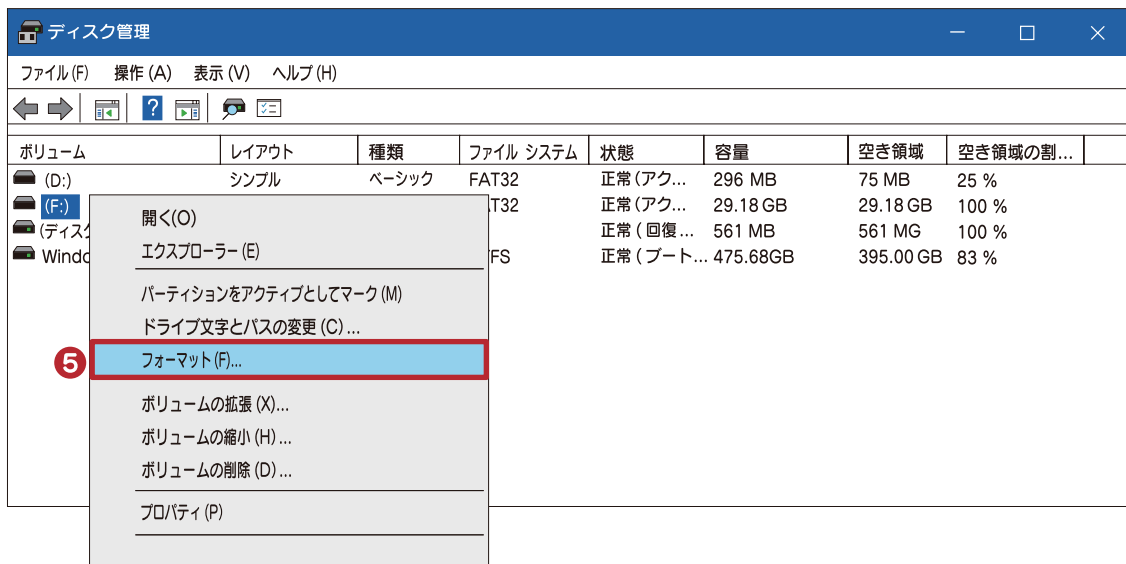 ディスク管理
ファイル(F) 操作(A) 表示(V) ヘルプ(H)
?
ボリューム レイアウト 種類 ファイル システム 状態 容量 空き領域 空き領域の割...
(D:) シンプル ベーシック FAT32 正常(アク... 296 MB 75 MB 25 %
(F:) T32 正常(アク... 29.18 GB 29.18 GB 100 %
(ディスク 正常(回復... 561 MB 561 MG 100 %
Windo FS 正常(ブート... 475.68GB 395.00 GB 83 %
開く(O)
エクスプローラー(E)
パーティションをアクティブとしてマーク(M)
ドライブ文字とパスの変更(C)...
5 フォーマット(F)...
ボリュームの拡張(X)...
ボリュームの縮小(H)...
ボリュームの削除(D)...
プロパティ(P)